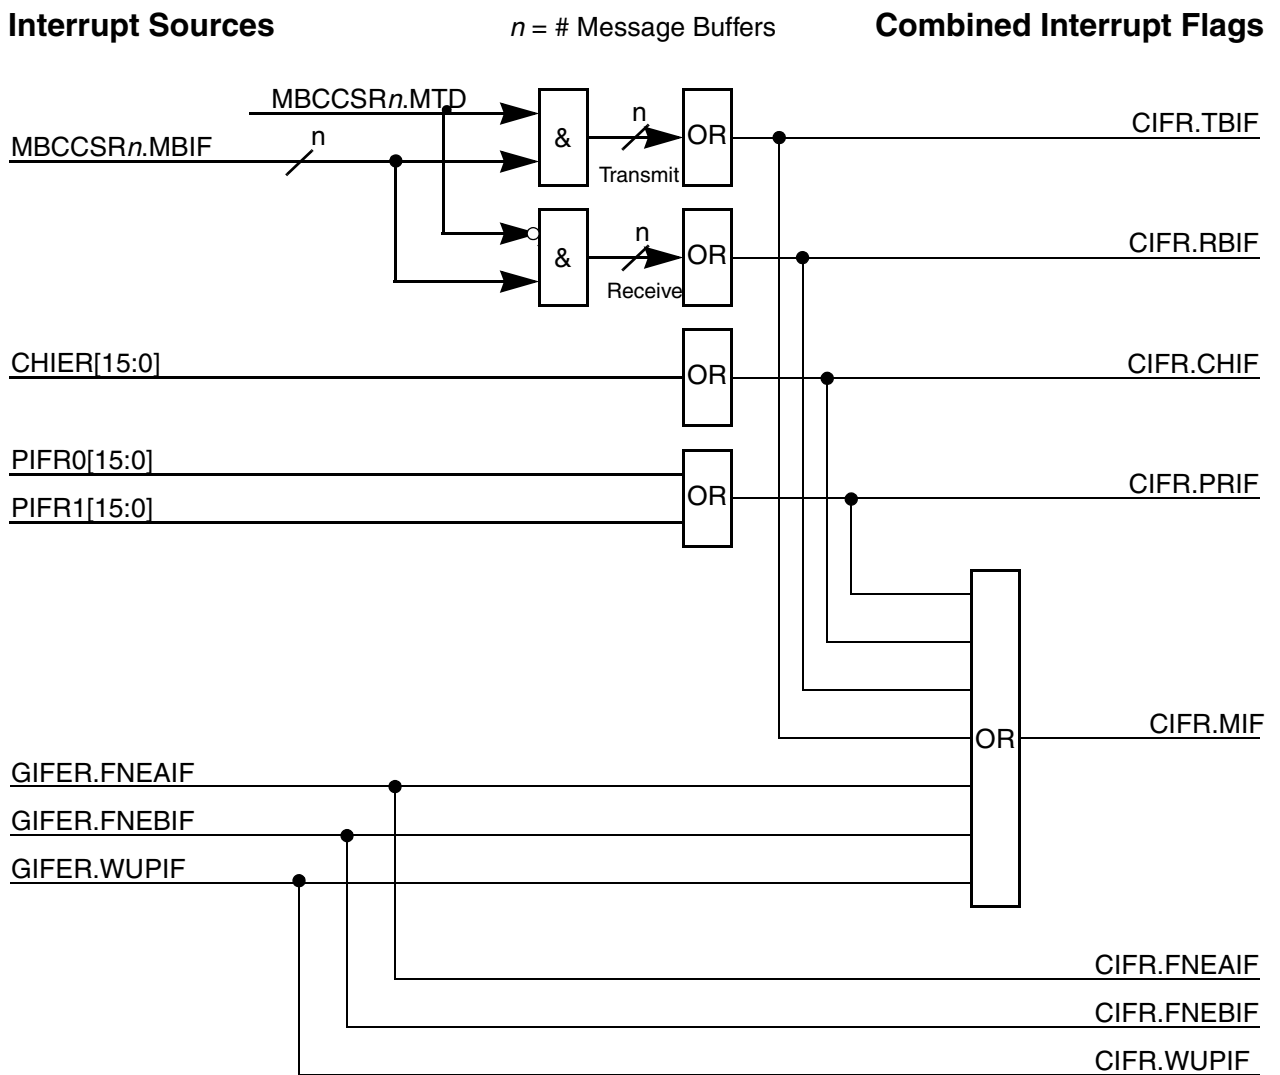 Interrupt Sources
n = # Message Buffers
Combined Interrupt Flags
MBCCSRn.MTD
n
CIFR.TBIF
MBCCSRn.MBIF
n
&
OR
Transmit
n
CIFR.RBIF
&
OR
Receive
CHIER[15:0]
OR
CIFR.CHIF
PIFR0[15:0]
OR
CIFR.PRIF
PIFR1[15:0]
CIFR.MIF
OR
GIFER.FNEAIF
GIFER.FNEBIF
GIFER.WUPIF
CIFR.FNEAIF
CIFR.FNEBIF
CIFR.WUPIF